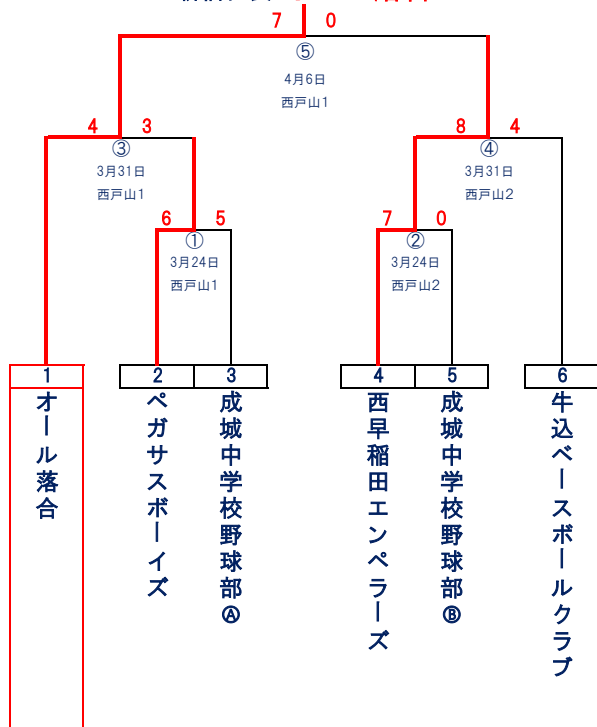 7 0
⑤
4月6日
西戸山1
4 3
③
3月31日
西戸山1
8 4
④
3月31日
西戸山2
6 5
①
3月24日
西戸山1
7 0
②
3月24日
西戸山2
1
オール落合
2
ペガサスボーイズ
3
成城中学校野球部Ⓐ
4
西早稲田エンペラーズ
5
成城中学校野球部Ⓑ
6
牛込ベースボールクラブ